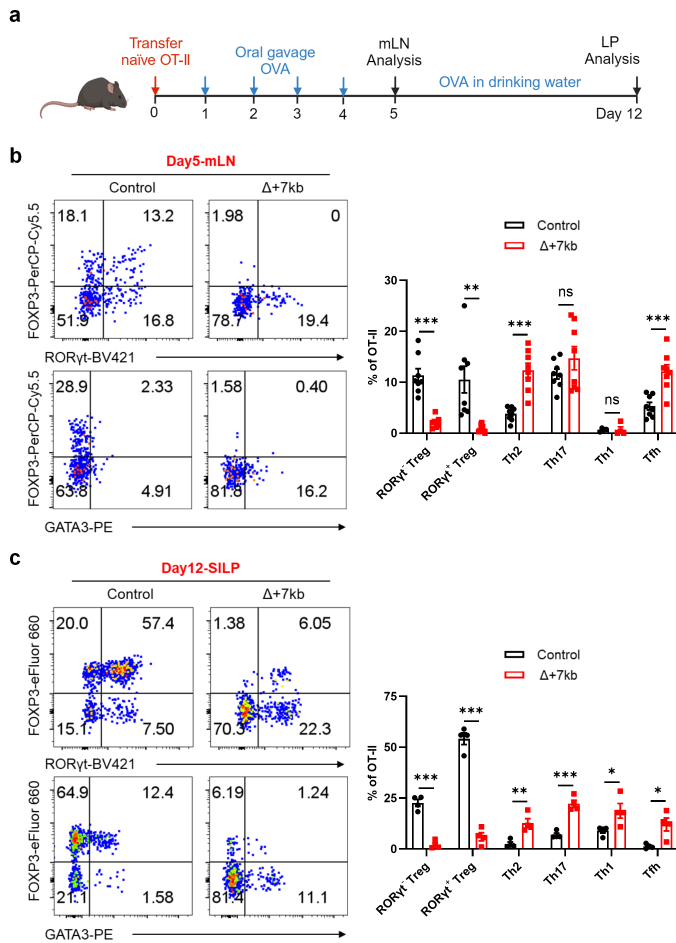 a
Transfer
naïve OT-II
Oral gavage
OVA
mLN
Analysis
OVA in drinking water
LP
Analysis
0 1 2 3 4 5 Day 12
b
Day5-mLN
Control Δ+7kb
FOXP3-PerCP-Cy5.5
18.1 13.2 1.98 0
51.9 16.8 78.7 19.4
RORγt-BV421
FOXP3-PerCP-Cy5.5
28.9 2.33 1.58 0.40
63.8 4.91 81.8 16.2
GATA3-PE
Control
Δ+7kb
% of OT-II
30
20
10
0
*** ** *** ns ns ***
RORγt⁻ Treg
RORγt⁺ Treg
Th2
Th17
Th1
Tfh
c
Day12-SILP
Control Δ+7kb
FOXP3-eFluor 660
20.0 57.4 1.38 6.05
15.1 7.50 70.3 22.3
RORγt-BV421
FOXP3-eFluor 660
64.9 12.4 6.19 1.24
21.1 1.58 81.4 11.1
GATA3-PE
Control
Δ+7kb
% of OT-II
75
50
25
0
*** *** ** *** * *
RORγt⁻ Treg
RORγt⁺ Treg
Th2
Th17
Th1
Tfh